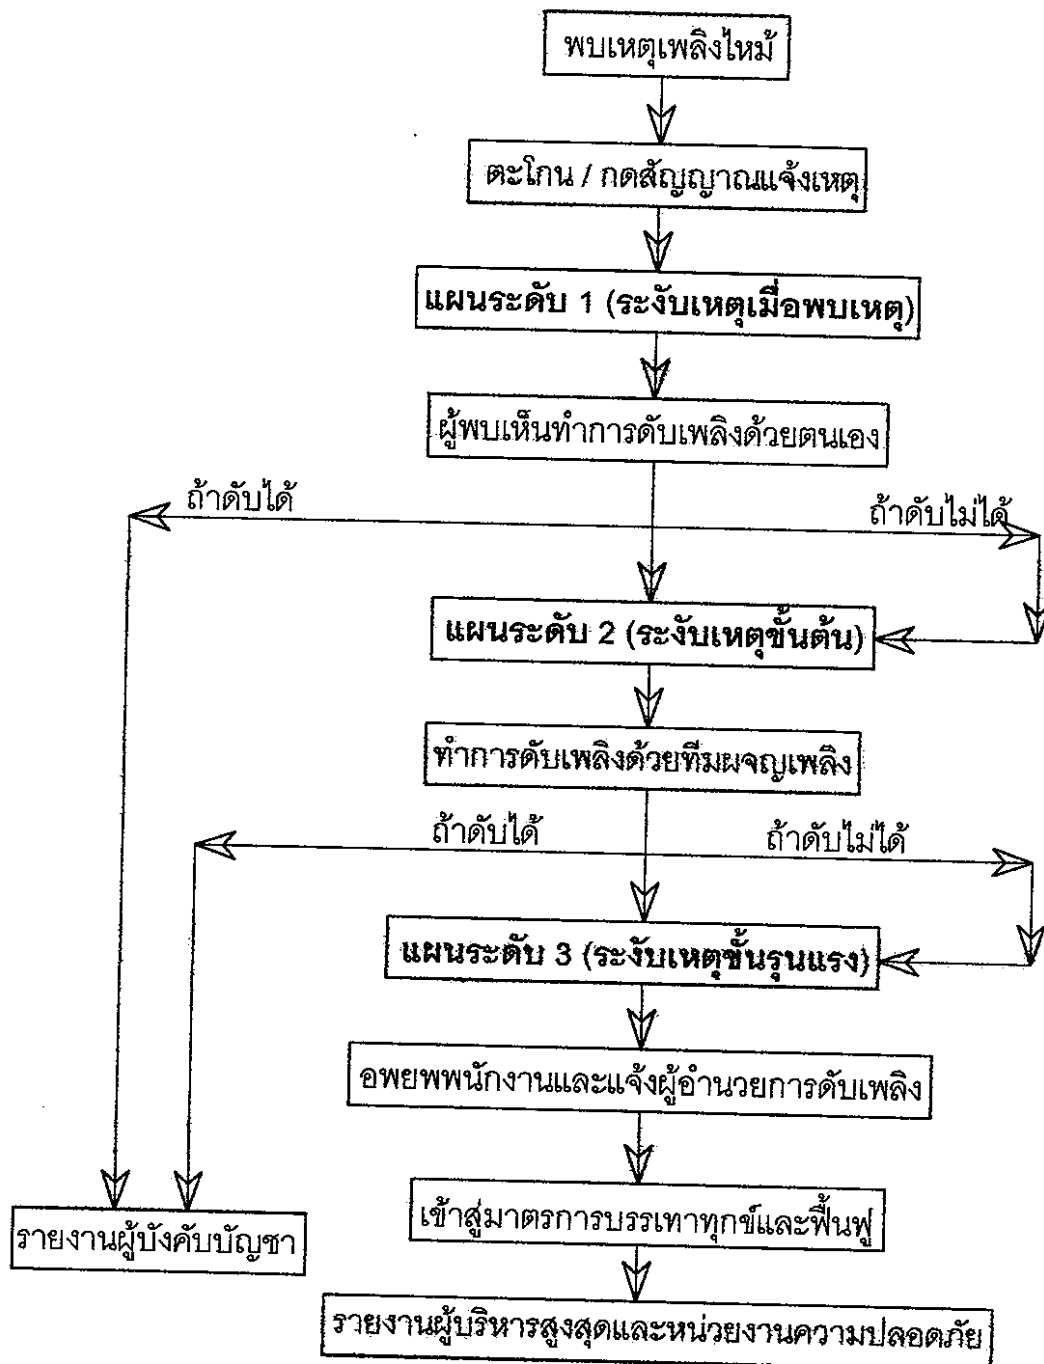 พบเหตุเพลิงไหม้
ตะโกน / กดสัญญาณแจ้งเหตุ
แผนระดับ 1 (ระงับเหตุเมื่อพบเหตุ)
ผู้พบเห็นทำการดับเพลิงด้วยตนเอง
ถ้าดับได้
ถ้าดับไม่ได้
แผนระดับ 2 (ระงับเหตุขั้นต้น)
ทำการดับเพลิงด้วยทีมผจญเพลิง
ถ้าดับได้
ถ้าดับไม่ได้
แผนระดับ 3 (ระงับเหตุขั้นรุนแรง)
อพยพพนักงานและแจ้งผู้อำนวยการดับเพลิง
เข้าสู่มาตรการบรรเทาทุกข์และฟื้นฟู
รายงานผู้บังคับบัญชา
รายงานผู้บริหารสูงสุดและหน่วยงานความปลอดภัย